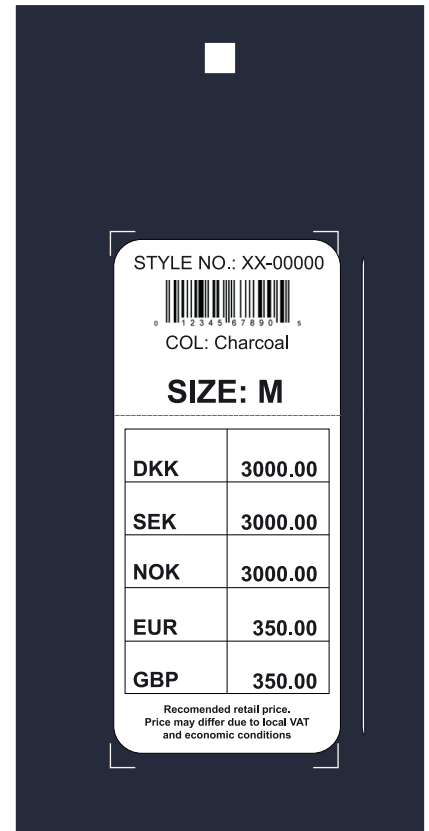 STYLE NO.: XX-00000
0 12345 67890 5
COL: Charcoal
SIZE: M
DKK 3000.00
SEK 3000.00
NOK 3000.00
EUR 350.00
GBP 350.00
Recomended retail price.
Price may differ due to local VAT
and economic conditions